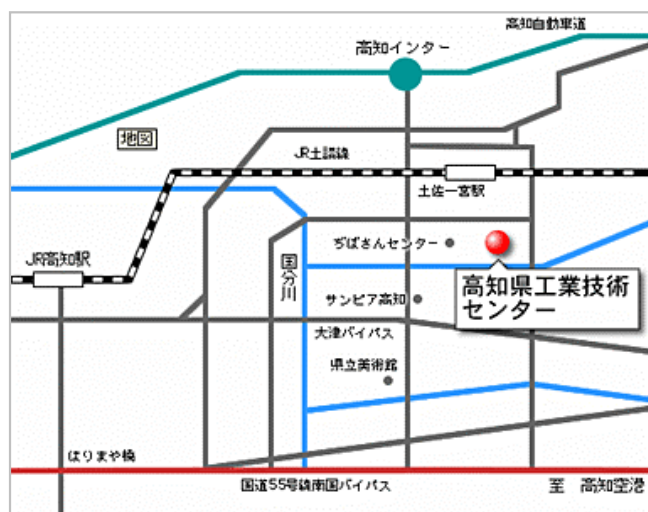 高知自動車道
高知インター
地図
JR土讃線
土佐一宮駅
ぢばさんセンター
JR高知駅
国分川
高知県工業技術
センター
サンピア高知
大津バイパス
県立美術館
はりまや橋
国道55号線南国バイパス
至 高知空港